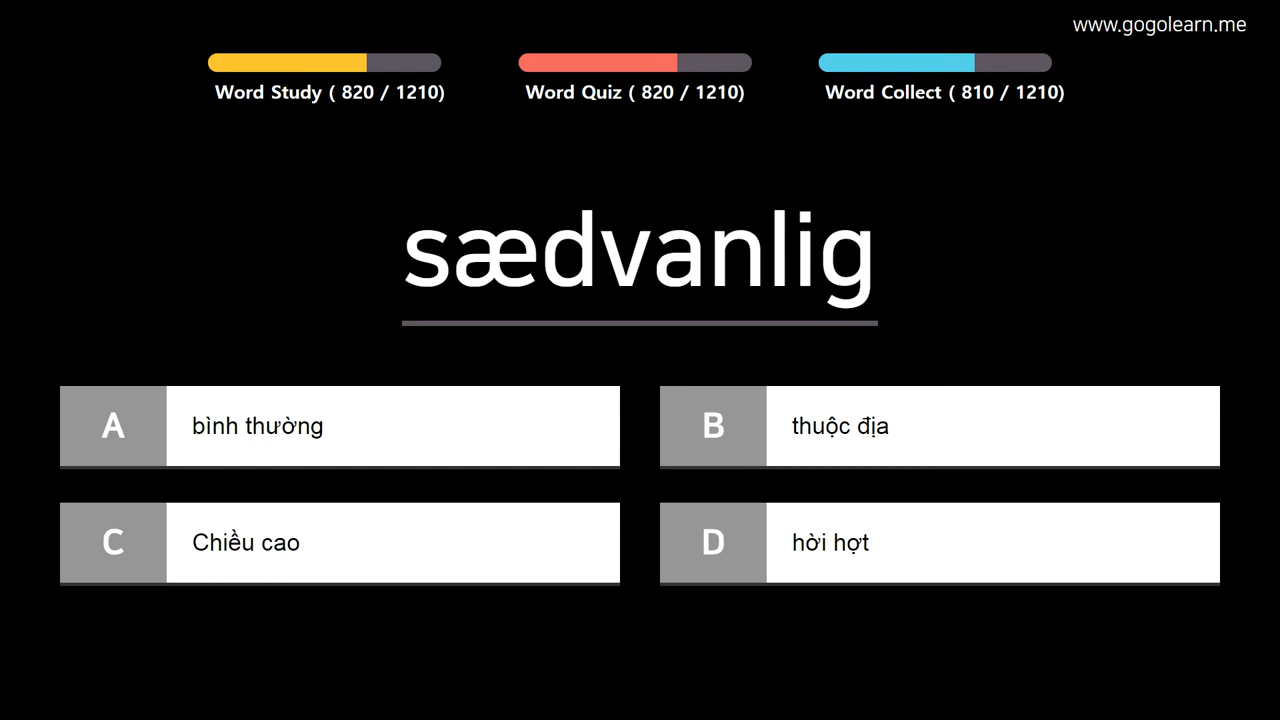 www.gogolearn.me
Word Study ( 820 / 1210)
Word Quiz ( 820 / 1210)
Word Collect ( 810 / 1210)
sædvanlig
A
bình thường
B
thuộc địa
C
Chiều cao
D
hời hợt